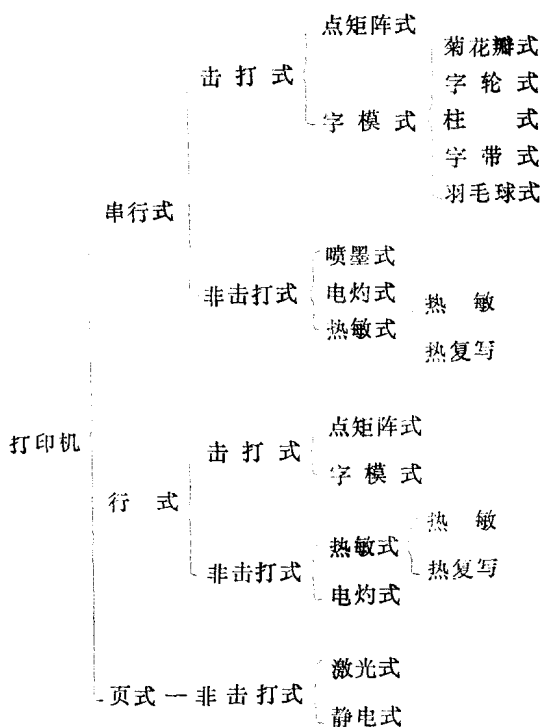 点矩阵式
菊花瓣式
击打式
字轮式
字模式
柱式
字带式
羽毛球式
串行式
喷墨式
非击打式
电灼式
热敏
热敏式
热复写
点矩阵式
打印机
击打式
字模式
行式
热敏
热敏式
非击打式
热复写
电灼式
激光式
页式一非击打式
静电式